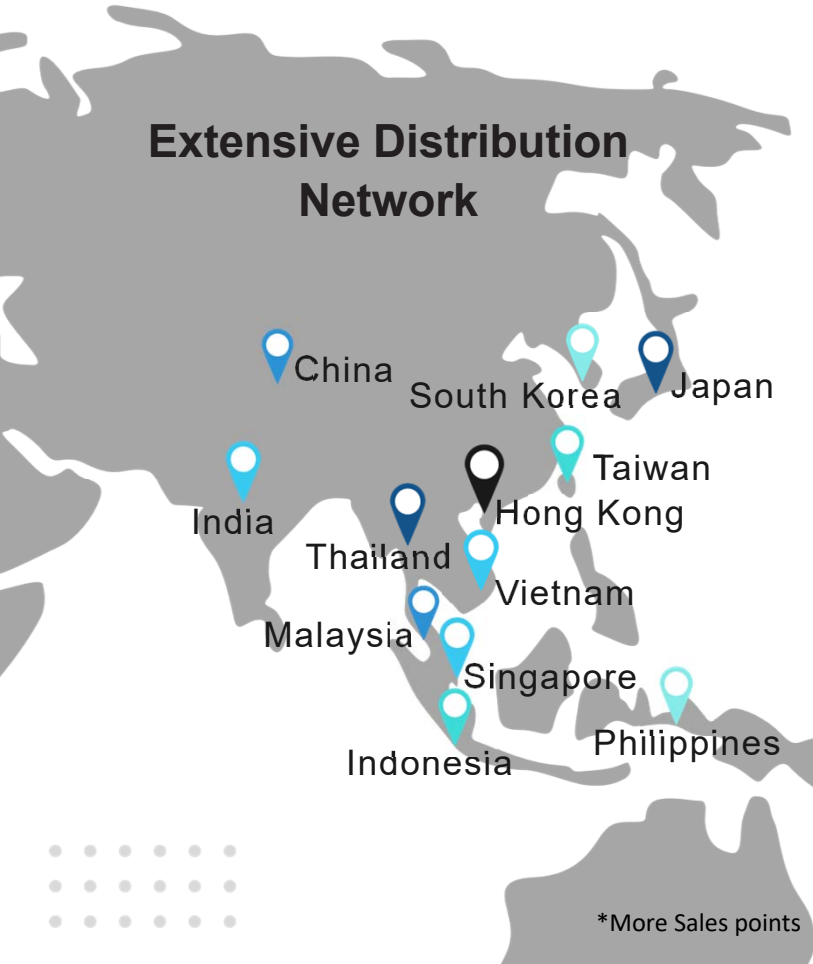 Extensive Distribution
Network
China
South Korea
Japan
Taiwan
India
Hong Kong
Thailand
Vietnam
Malaysia
Singapore
Philippines
Indonesia
*More Sales points